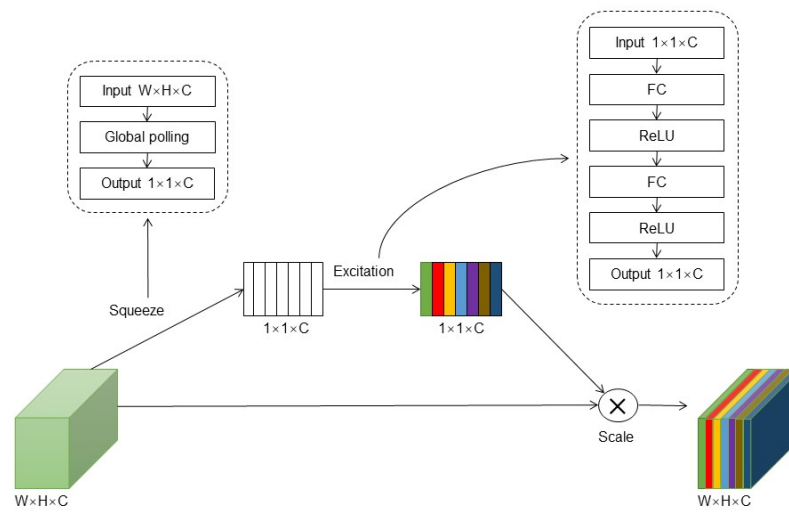 Input W×H×C
Global polling
Output 1×1×C
Squeeze
Input 1×1×C
FC
ReLU
FC
ReLU
Output 1×1×C
Excitation
1×1×C
1×1×C
Scale
W×H×C
W×H×C